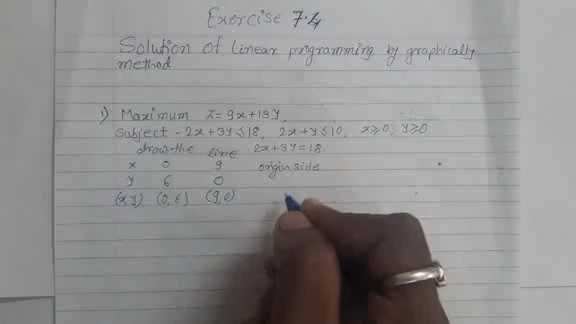 Exercise 7.4
Solution of linear programming by graphically
method
1) Maximum z = 9x+13y
Subject - 2x+3y≤18, 2x+y≤10, x≥0, y≥0
draw the line 2x+3y=18
x 0 9 origin side
y 6 0
(x,y) (0,6) (9,0)